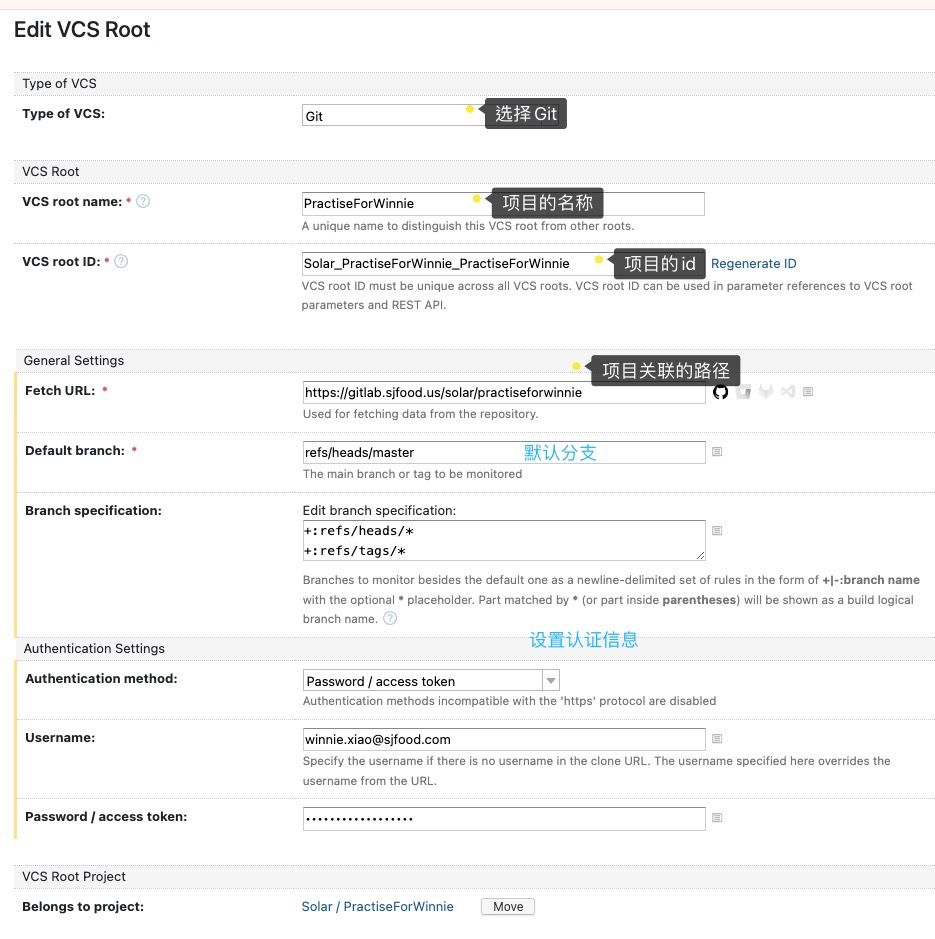 Edit VCS Root
Type of VCS
Type of VCS:
Git
选择 Git
VCS Root
VCS root name: *
PractiseForWinnie
项目的名称
A unique name to distinguish this VCS root from other roots.
VCS root ID: *
Solar_PractiseForWinnie_PractiseForWinnie
项目的id
Regenerate ID
VCS root ID must be unique across all VCS roots. VCS root ID can be used in parameter references to VCS root
parameters and REST API.
General Settings
项目关联的路径
Fetch URL: *
https://gitlab.sjfood.us/solar/practiseforwinnie
Used for fetching data from the repository.
Default branch: *
refs/heads/master
默认分支
The main branch or tag to be monitored
Branch specification:
Edit branch specification:
+:refs/heads/*
+:refs/tags/*
Branches to monitor besides the default one as a newline-delimited set of rules in the form of +|-:branch name
with the optional * placeholder. Part matched by * (or part inside parentheses) will be shown as a build logical
branch name. ?
设置认证信息
Authentication Settings
Authentication method:
Password / access token
Authentication methods incompatible with the 'https' protocol are disabled
Username:
winnie.xiao@sjfood.com
Specify the username if there is no username in the clone URL. The username specified here overrides the
username from the URL.
Password / access token:
••••••••••••••••••
VCS Root Project
Belongs to project:
Solar / PractiseForWinnie
Move